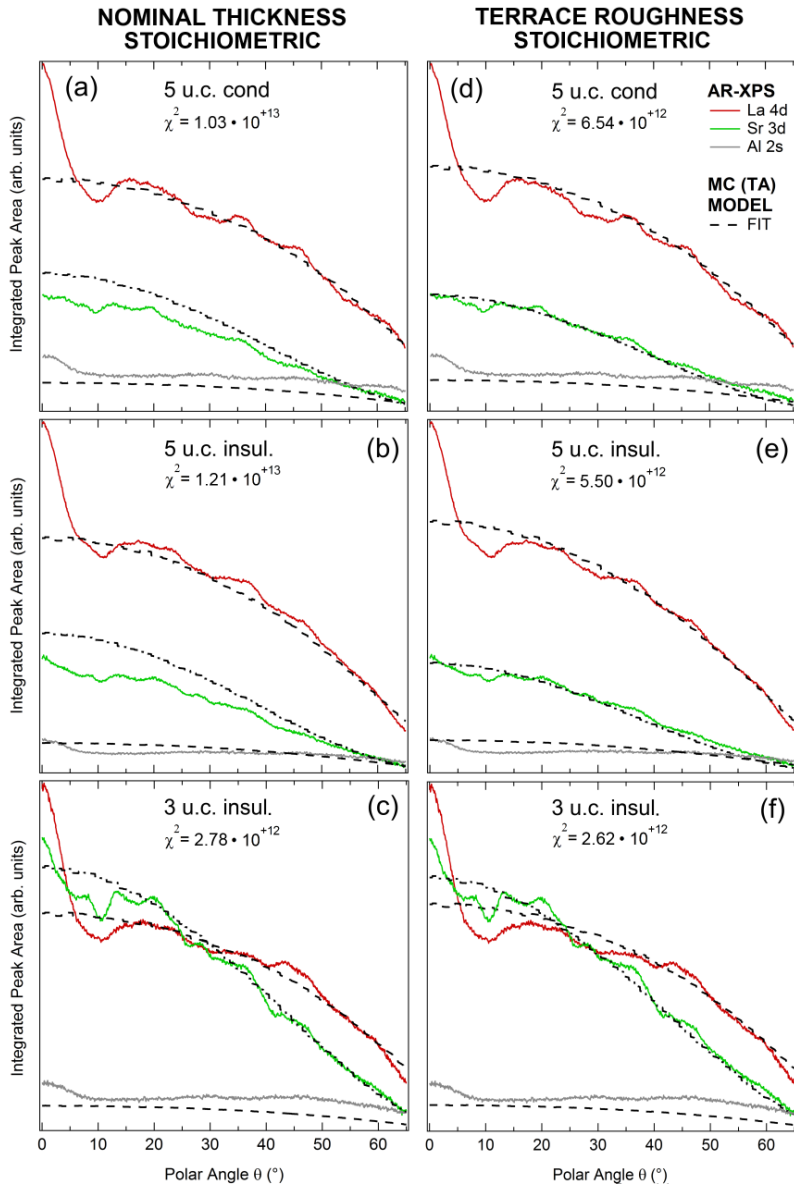 NOMINAL THICKNESS
STOICHIOMETRIC
TERRACE ROUGHNESS
STOICHIOMETRIC
(a)
5 u.c. cond
χ² = 1.03 • 10⁺¹³
Integrated Peak Area (arb. units)
(d)
5 u.c. cond
χ² = 6.54 • 10⁺¹²
AR-XPS
La 4d
Sr 3d
Al 2s
MC (TA)
MODEL
FIT
(b)
5 u.c. insul.
χ² = 1.21 • 10⁺¹³
Integrated Peak Area (arb. units)
(e)
5 u.c. insul.
χ² = 5.50 • 10⁺¹²
(c)
3 u.c. insul.
χ² = 2.78 • 10⁺¹²
Integrated Peak Area (arb. units)
(f)
3 u.c. insul.
χ² = 2.62 • 10⁺¹²
0 10 20 30 40 50 60
Polar Angle θ (°)
0 10 20 30 40 50 60
Polar Angle θ (°)